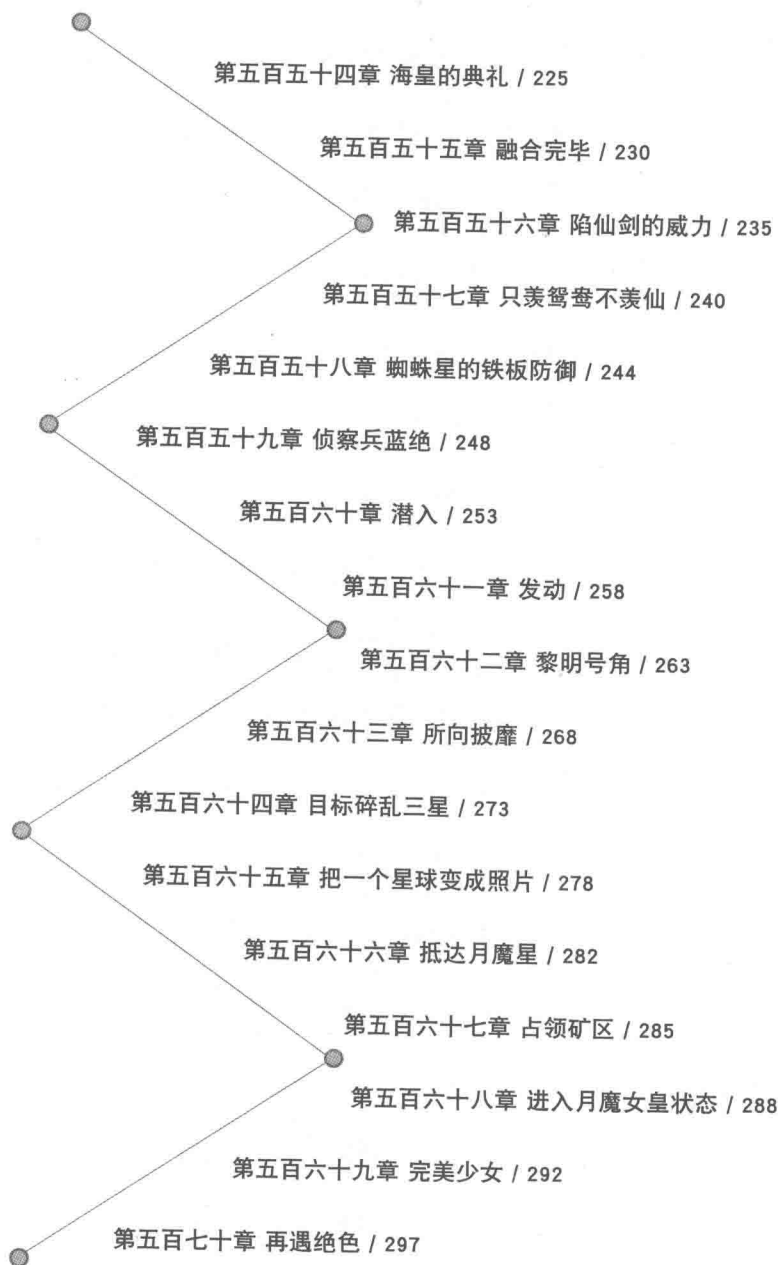 第五百五十四章 海皇的典礼 / 225
第五百五十五章 融合完毕 / 230
第五百五十六章 陷仙剑的威力 / 235
第五百五十七章 只羡鸳鸯不羡仙 / 240
第五百五十八章 蜘蛛星的铁板防御 / 244
第五百五十九章 侦察兵蓝绝 / 248
第五百六十章 潜入 / 253
第五百六十一章 发动 / 258
第五百六十二章 黎明号角 / 263
第五百六十三章 所向披靡 / 268
第五百六十四章 目标碎乱三星 / 273
第五百六十五章 把一个星球变成照片 / 278
第五百六十六章 抵达月魔星 / 282
第五百六十七章 占领矿区 / 285
第五百六十八章 进入月魔女皇状态 / 288
第五百六十九章 完美少女 / 292
第五百七十章 再遇绝色 / 297